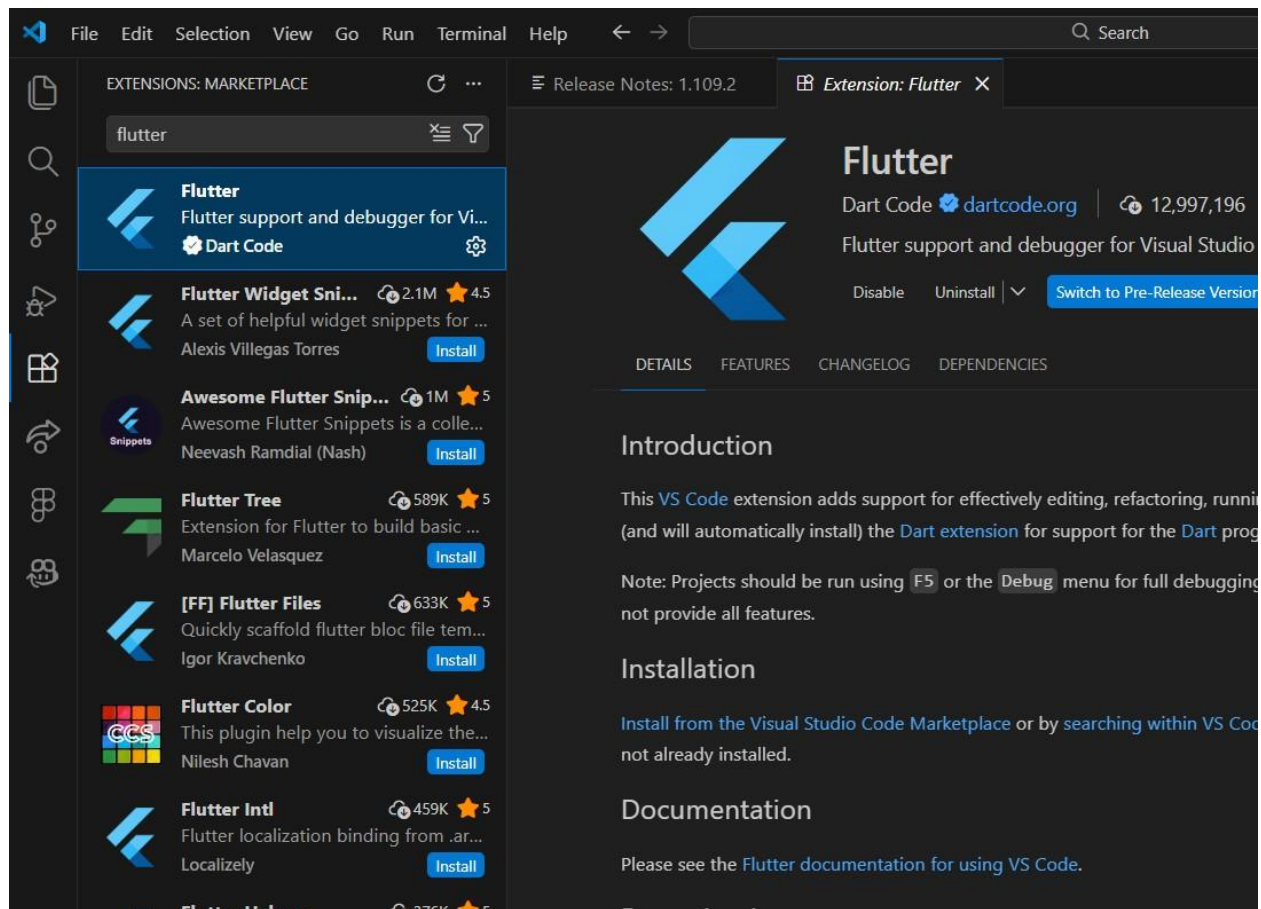 File Edit Selection View Go Run Terminal Help
Search
EXTENSIONS: MARKETPLACE
flutter
Flutter
Flutter support and debugger for Vi...
Dart Code
Flutter Widget Sni... 2.1M 4.5
A set of helpful widget snippets for ...
Alexis Villegas Torres Install
Awesome Flutter Snip... 1M 5
Awesome Flutter Snippets is a colle...
Neevash Ramdial (Nash) Install
Snippets
Flutter Tree 589K 5
Extension for Flutter to build basic ...
Marcelo Velasquez Install
[FF] Flutter Files 633K 5
Quickly scaffold flutter bloc file tem...
Igor Kravchenko Install
Flutter Color 525K 4.5
CCS
This plugin help you to visualize the...
Nilesh Chavan Install
Flutter Intl 459K 5
Flutter localization binding from .ar...
Localizely Install
Release Notes: 1.109.2
Extension: Flutter
Flutter
Dart Code dartcode.org 12,997,196
Flutter support and debugger for Visual Studio
Disable Uninstall Switch to Pre-Release Version
DETAILS FEATURES CHANGELOG DEPENDENCIES
Introduction
This VS Code extension adds support for effectively editing, refactoring,
(and will automatically install) the Dart extension for support for the Dart
Note: Projects should be run using F5 or the Debug menu for full debugging
not provide all features.
Installation
Install from the Visual Studio Code Marketplace or by searching within VS
not already installed.
Documentation
Please see the Flutter documentation for using VS Code.